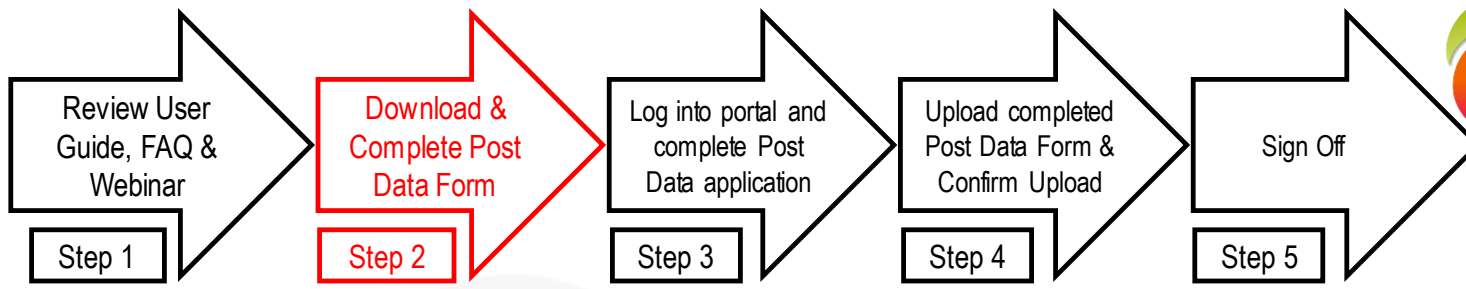 Review User
Guide, FAQ &
Webinar
Step 1
Download &
Complete Post
Data Form
Step 2
Log into portal and
complete Post
Data application
Step 3
Upload completed
Post Data Form &
Confirm Upload
Step 4
Sign Off
Step 5